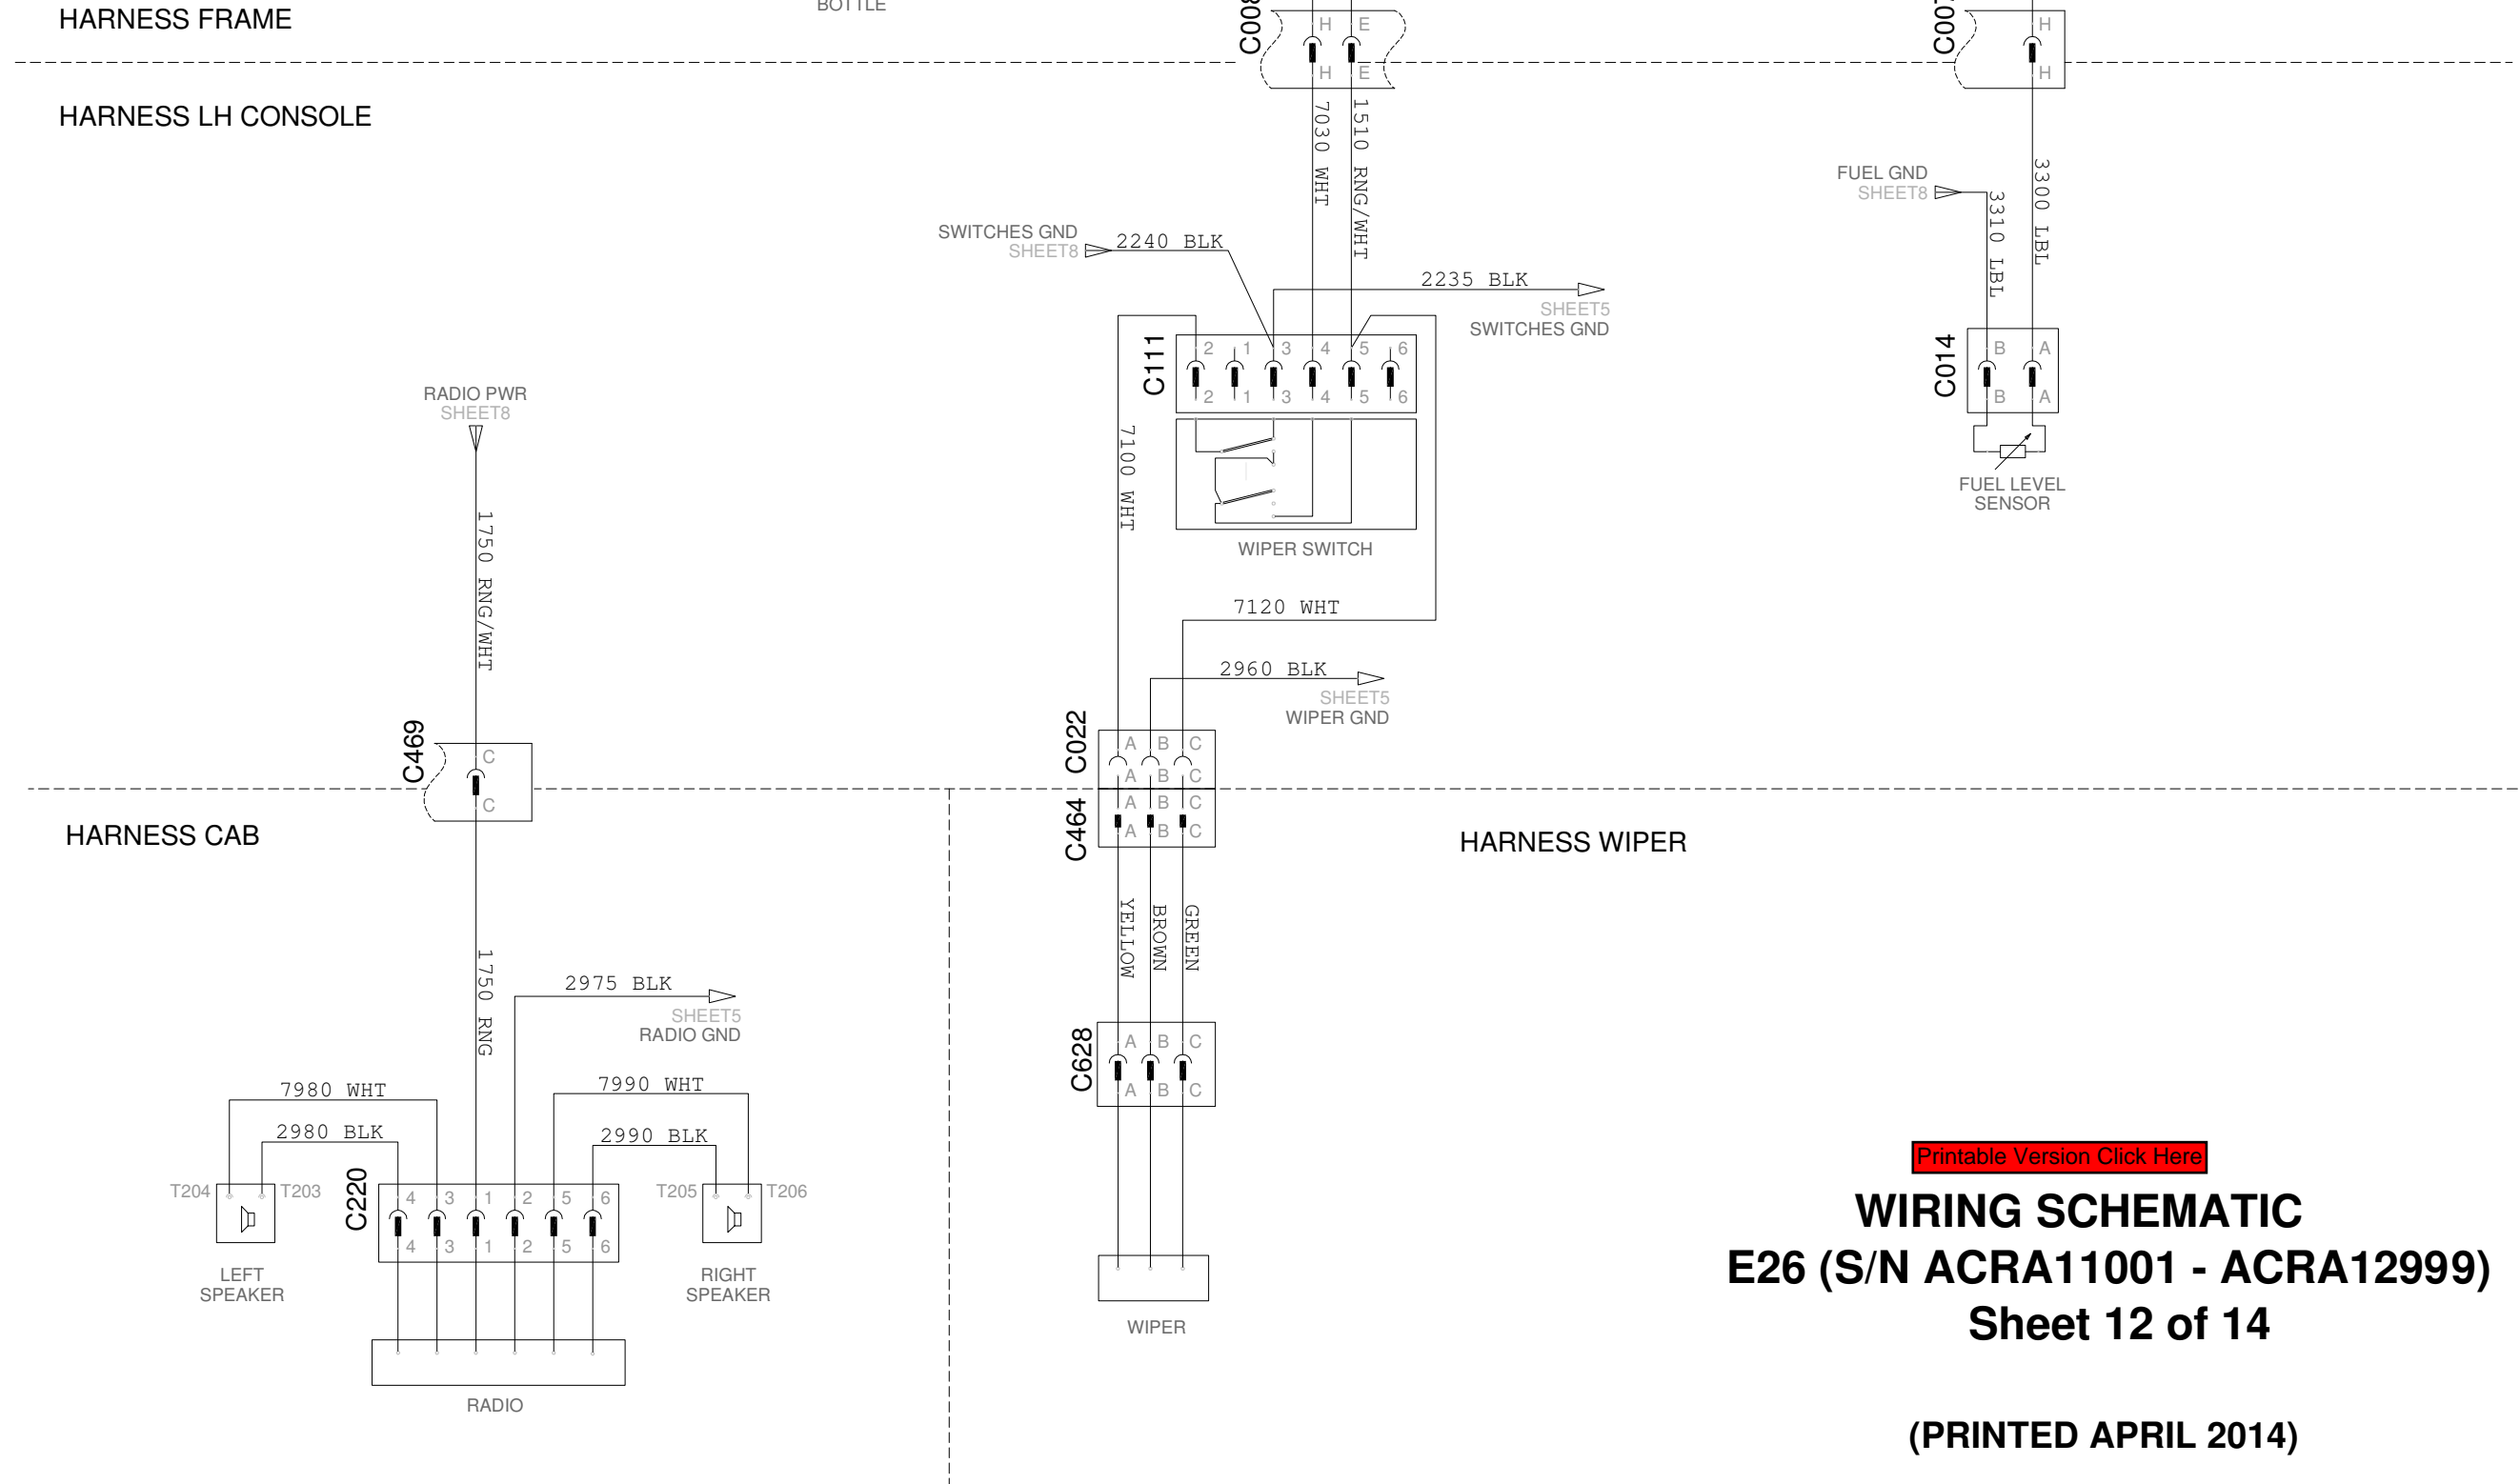 HARNESS FRAME
BOTTLE
H E
H E
H
H
HARNESS LH CONSOLE
7030 WHT
1510 RNG/WHT
3300 LBL
FUEL GND
SHEET8
3310 LBL
SWITCHES GND
SHEET8
2240 BLK
2235 BLK
SHEET5
SWITCHES GND
C111
2 1 3 4 5 6
2 1 3 4 5 6
C014
B A
B A
FUEL LEVEL
SENSOR
RADIO PWR
SHEET8
7100 WHT
WIPER SWITCH
1750 RNG/WHT
7120 WHT
2960 BLK
SHEET5
WIPER GND
C469
C
C
C022
A B C
A B C
C464
A B C
A B C
HARNESS CAB
HARNESS WIPER
YELLOW
BROWN
GREEN
1750 RNG
2975 BLK
SHEET5
RADIO GND
C628
A B C
A B C
7980 WHT
2980 BLK
7990 WHT
2990 BLK
T204
T203
C220
4 3 1 2 5 6
4 3 1 2 5 6
T205
T206
LEFT
SPEAKER
RIGHT
SPEAKER
RADIO
WIPER
Printable Version Click Here
WIRING SCHEMATIC
E26 (S/N ACRA11001 - ACRA12999)
Sheet 12 of 14
(PRINTED APRIL 2014)